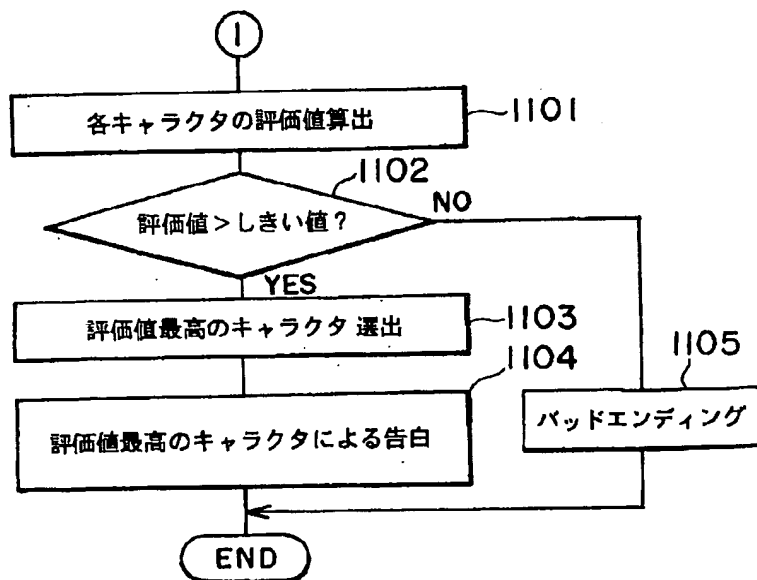 1
各キャラクタの評価値算出
1101
1102
評価値>しきい値?
NO
YES
評価値最高のキャラクタ選出
1103
1104
評価値最高のキャラクタによる告白
1105
バッドエンディング
END